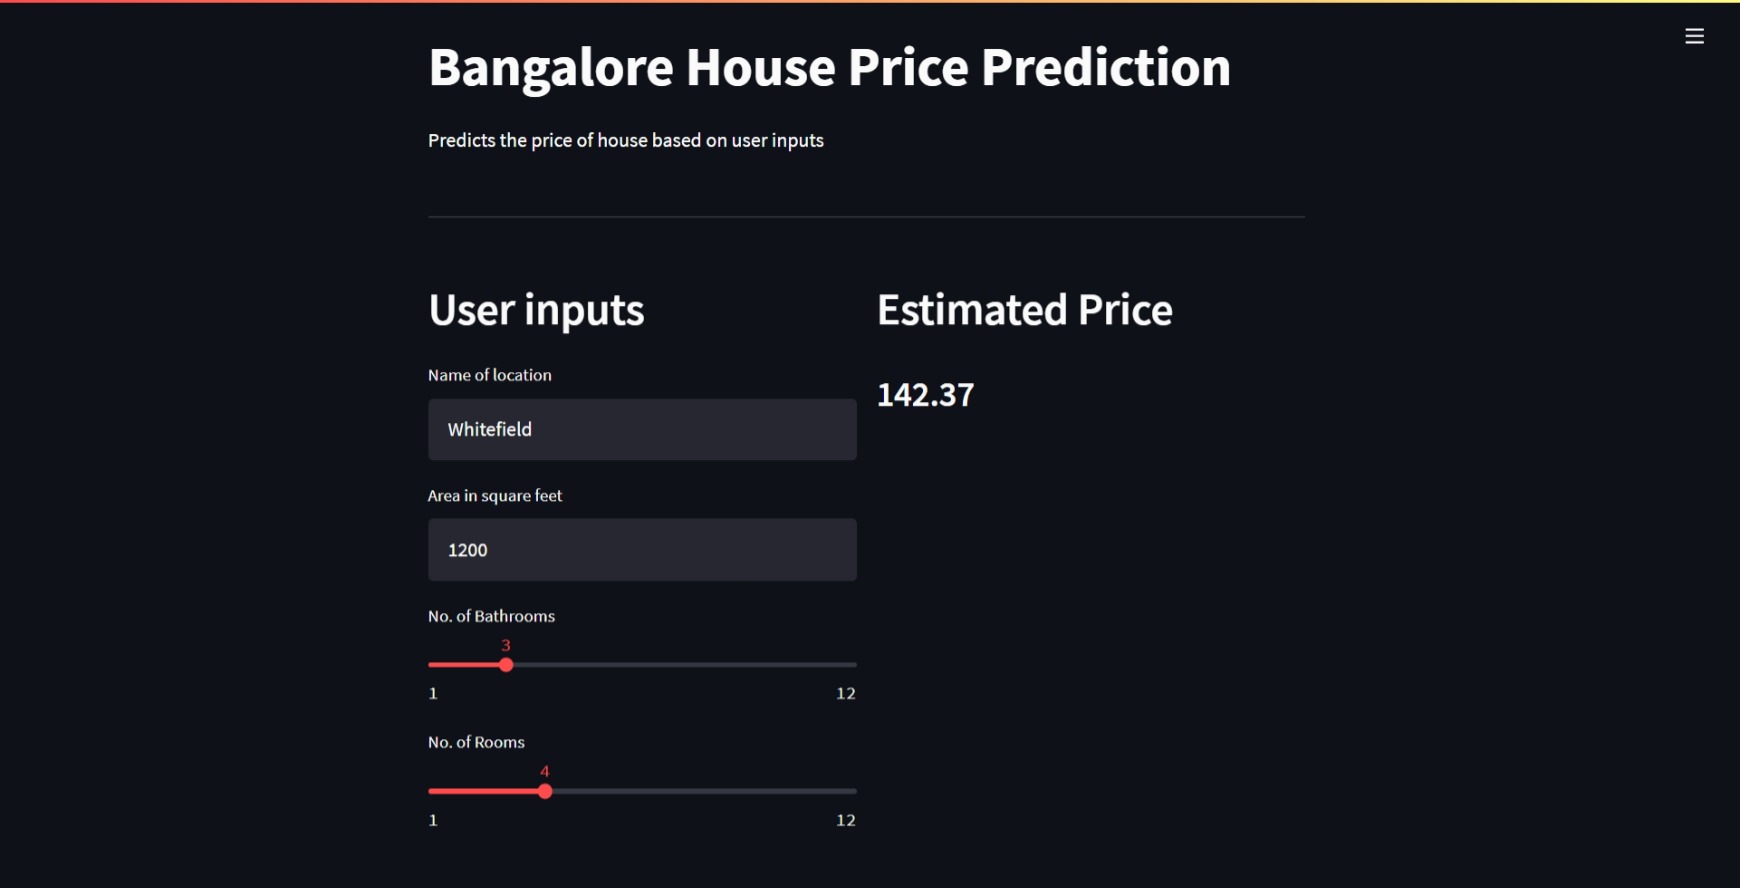 Bangalore House Price Prediction
Predicts the price of house based on user inputs
User inputs
Name of location
Whitefield
Area in square feet
1200
No. of Bathrooms
3
1 12
No. of Rooms
4
1 12
Estimated Price
142.37